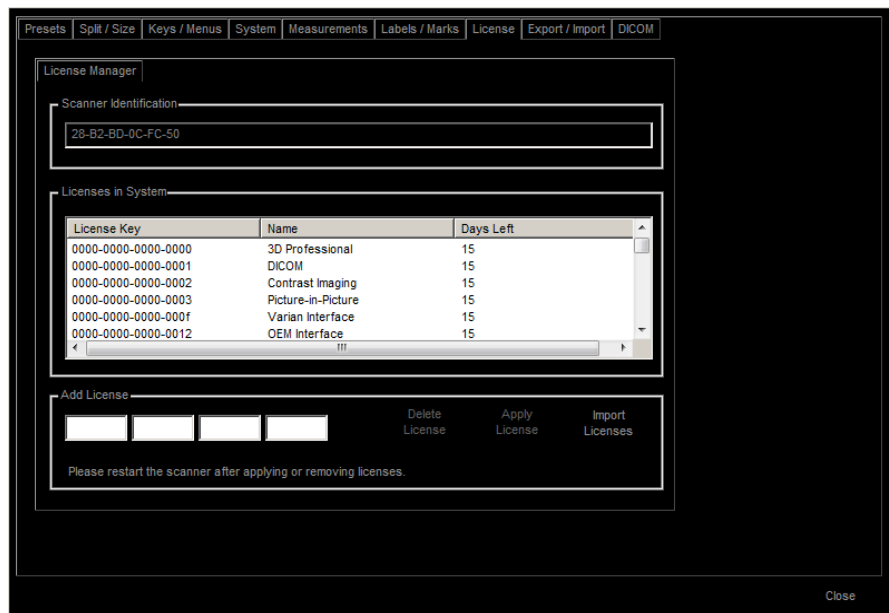 Presets Split / Size Keys / Menus System Measurements Labels / Marks License Export / Import DICOM
License Manager
Scanner Identification
28-B2-BD-0C-FC-50
Licenses in System
License Key Name Days Left
0000-0000-0000-0000 3D Professional 15
0000-0000-0000-0001 DICOM 15
0000-0000-0000-0002 Contrast Imaging 15
0000-0000-0000-0003 Picture-in-Picture 15
0000-0000-0000-000f Varian Interface 15
0000-0000-0000-0012 OEM Interface 15
Add License
Delete License Apply License Import Licenses
Please restart the scanner after applying or removing licenses.
Close